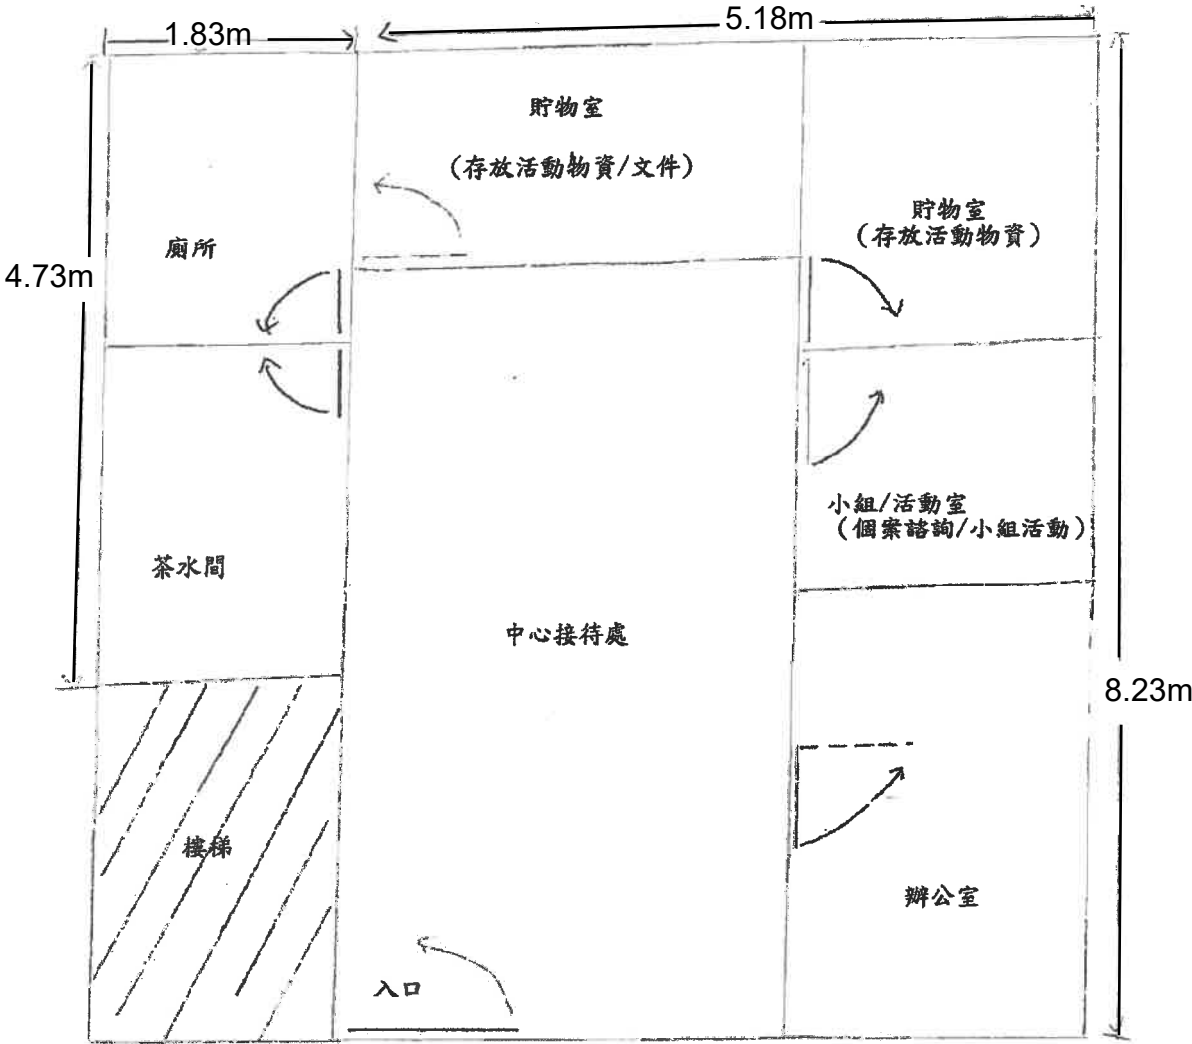 1.83m
5.18m
貯物室
(存放活動物資/文件)
貯物室
(存放活動物資)
廁所
4.73m
小組/活動室
(個案諮詢/小組活動)
茶水間
中心接待處
8.23m
樓梯
辦公室
入口